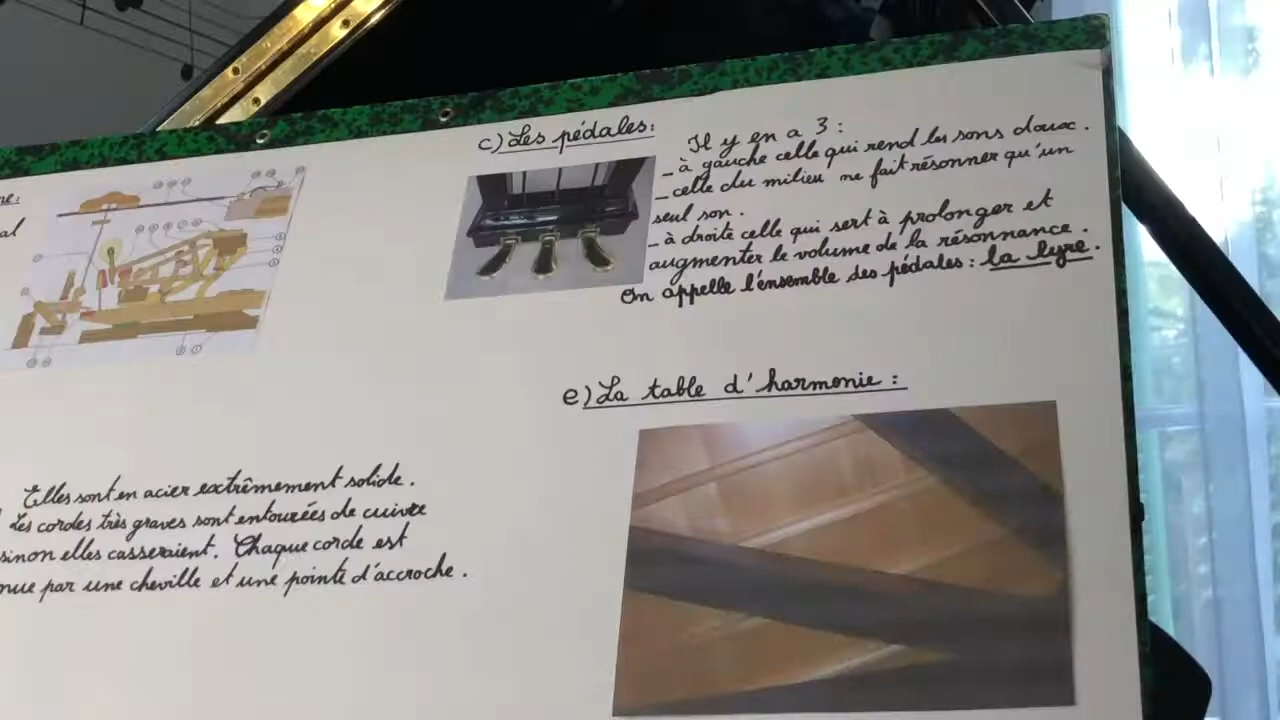 c) Les pédales:
Il y en a 3 :
- à gauche celle qui rend les sons doux.
- celle du milieu ne fait résonner qu'un
seul son.
- à droite celle qui sert à prolonger et
augmenter le volume de la résonnance.
On appelle l'énsemble des pédales : la lyre.
e) La table d'harmonie :
Elles sont en acier extrêmement solide.
Les cordes très graves sont entourées de cuivre
sinon elles casseraient. Chaque corde est
par une cheville et une pointe d'accroche.